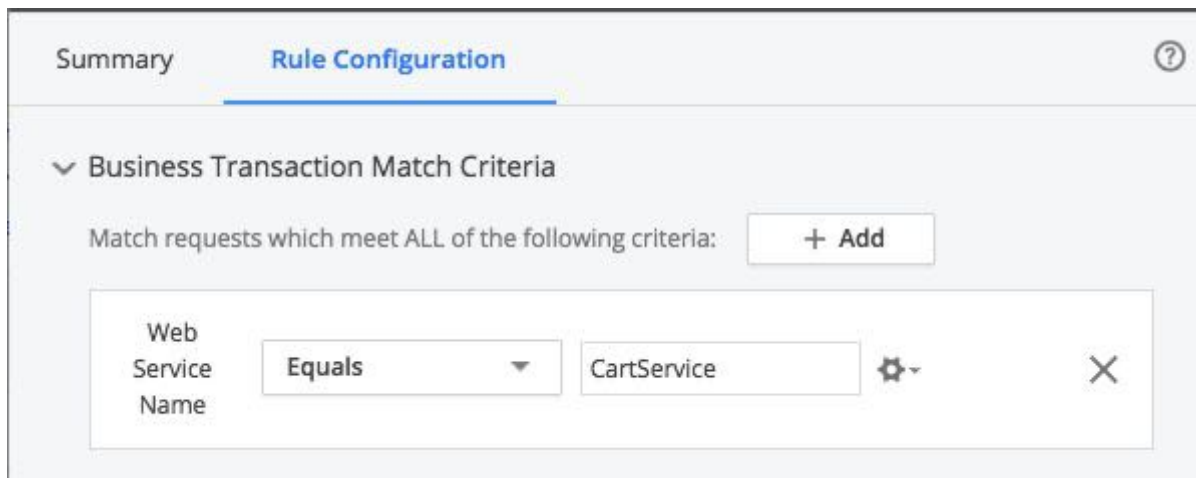 Summary Rule Configuration
Business Transaction Match Criteria
Match requests which meet ALL of the following criteria: + Add
Web
Service
Name
Equals
CartService